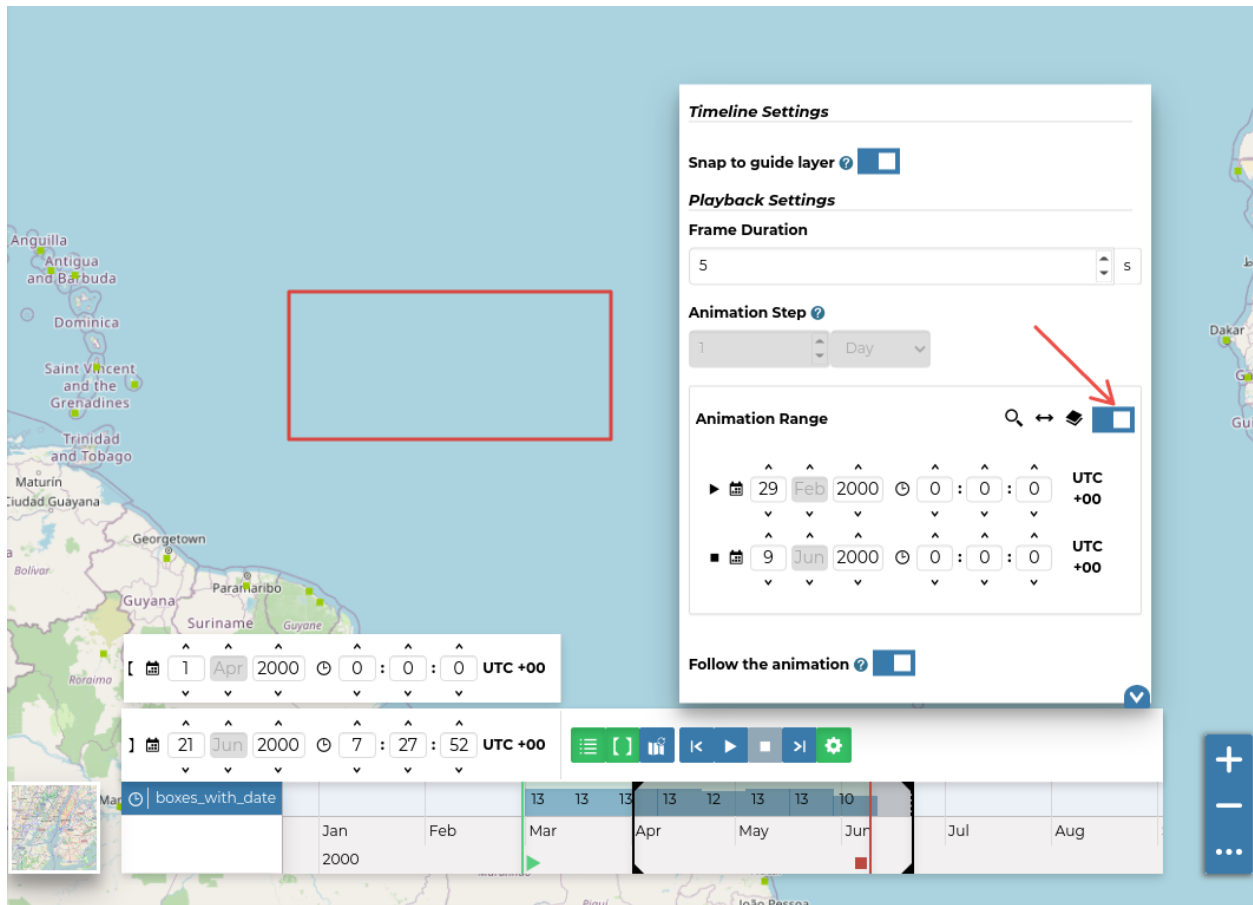 Timeline Settings
Snap to guide layer ?
Playback Settings
Frame Duration
5 s
Animation Step ?
1 Day
Animation Range
29 Feb 2000 0 : 0 : 0 UTC +00
9 Jun 2000 0 : 0 : 0 UTC +00
Follow the animation ?
Anguilla
Antigua
and Barbuda
Dominica
Saint Vincent
and the
Grenadines
Trinidad
and Tobago
Maturín
Ciudad Guayana
Georgetown
Bolívar
Paramaribo
Guyana
Suriname
Guyane
Roraima
Dakar
[ 1 Apr 2000 0 : 0 : 0 UTC +00
] 21 Jun 2000 7 : 27 : 52 UTC +00
boxes_with_date
13 13 13 13 12 13 13 10
Jan Feb Mar Apr May Jun Jul Aug
2000
Piauí
João Pessoa